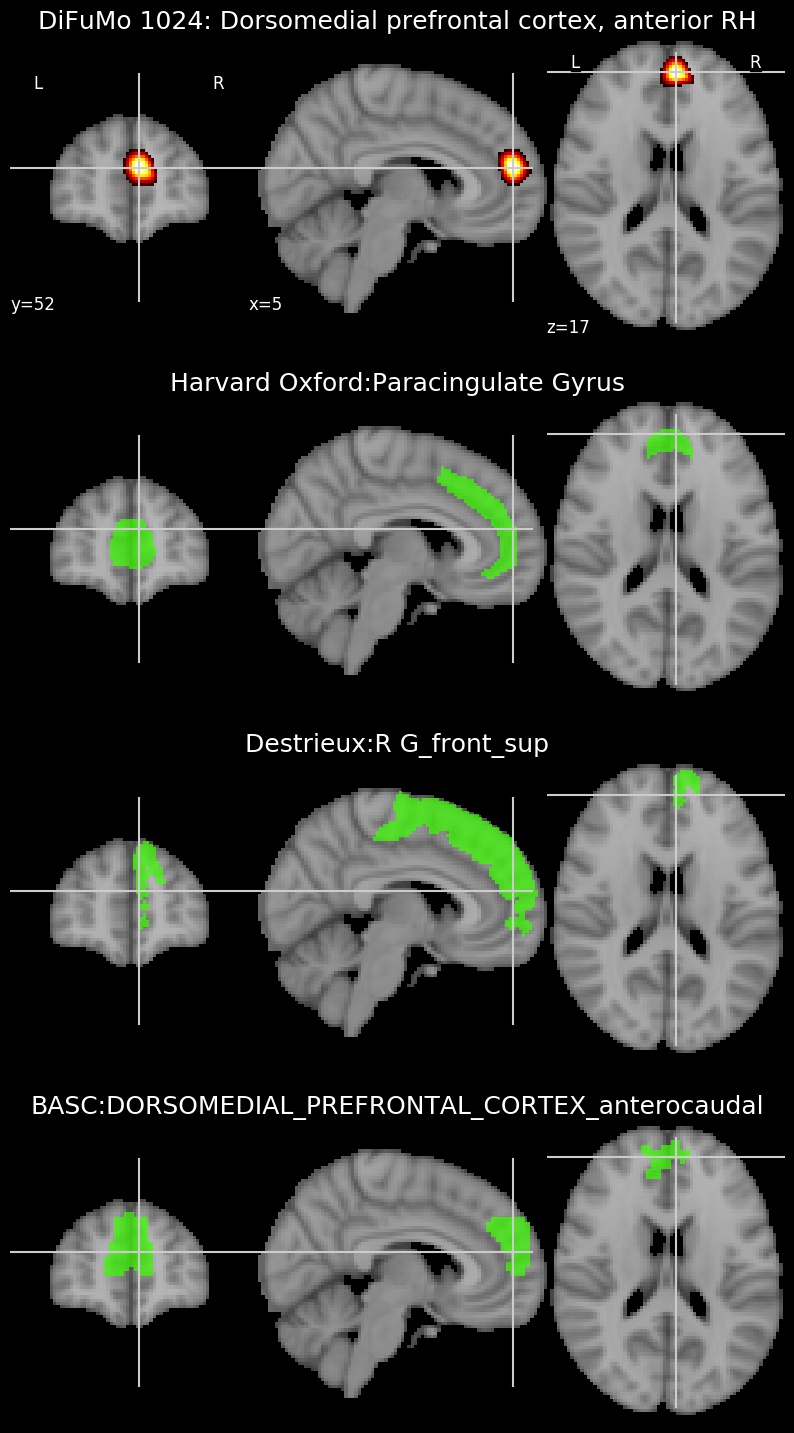 DiFuMo 1024: Dorsomedial prefrontal cortex, anterior RH
L R L R
y=52 x=5 z=17
Harvard Oxford:Paracingulate Gyrus
Destrieux:R G_front_sup
BASC:DORSOMEDIAL_PREFRONTAL_CORTEX_anterocaudal